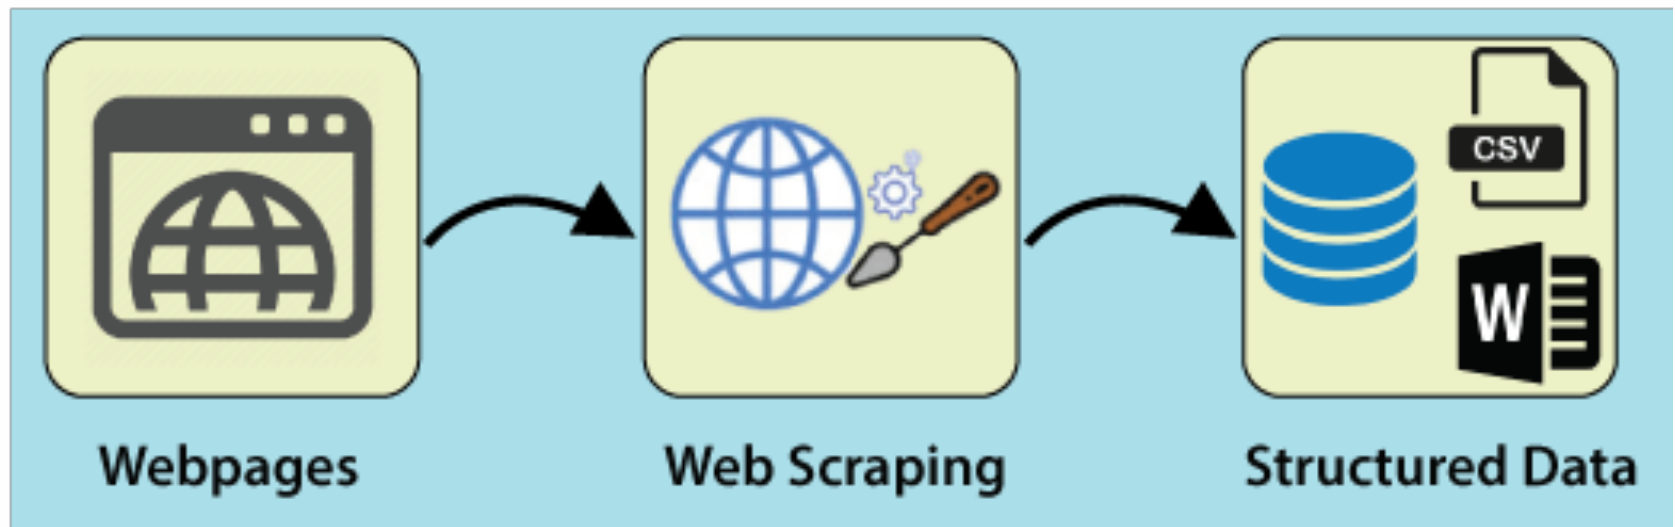 CSV
W
Webpages
Web Scraping
Structured Data